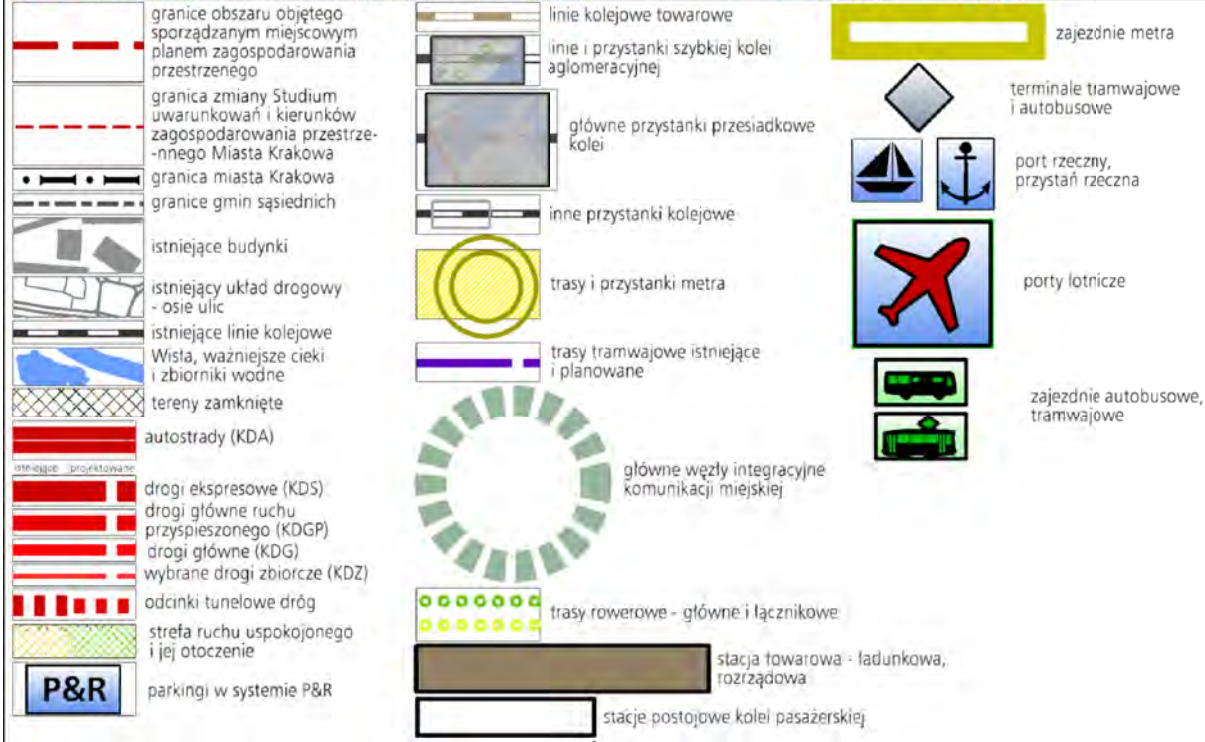 granice obszaru objętego
sporządzanym miejscowym
planem zagospodarowania
przestrzenego
granica zmiany Studium
uwarunkowań i kierunków
zagospodarowania przestrze-
-nnego Miasta Krakowa
granica miasta Krakowa
granice gmin sąsiednich
istniejące budynki
istniejący układ drogowy
- osie ulic
istniejące linie kolejowe
Wisła, ważniejsze cieki
i zbiorniki wodne
tereny zamknięte
autostrady (KDA)
istniejące projektowane
drogi ekspresowe (KDS)
drogi główne ruchu
przyspieszonego (KDGP)
drogi główne (KDG)
wybrane drogi zbiorcze (KDZ)
odcinki tunelowe dróg
strefa ruchu uspokojonego
i jej otoczenie
P&R
parkingi w systemie P&R
linie kolejowe towarowe
linie i przystanki szybkiej kolei
aglomeracyjnej
główne przystanki przesiadkowe
kolei
inne przystanki kolejowe
trasy i przystanki metra
trasy tramwajowe istniejące
i planowane
główne węzły integracyjne
komunikacji miejskiej
trasy rowerowe - główne i łącznikowe
stacja towarowa - ładunkowa,
rozrządowa
stacje postojowe kolei pasażerskiej
zajezdnie metra
terminale tramwajowe
i autobusowe
port rzeczny,
przystań rzeczna
porty lotnicze
zajezdnie autobusowe,
tramwajowe